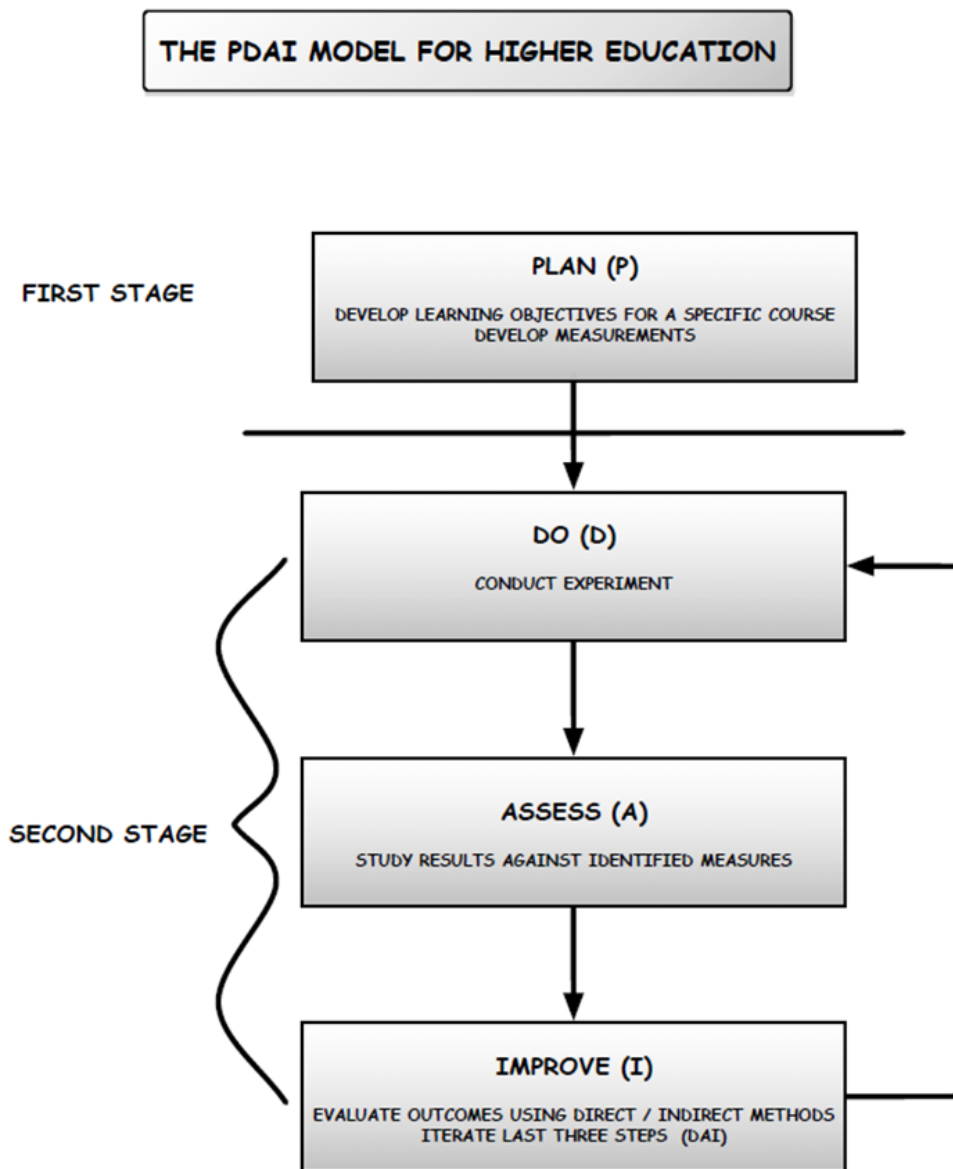 THE PDAI MODEL FOR HIGHER EDUCATION
FIRST STAGE
PLAN (P)
DEVELOP LEARNING OBJECTIVES FOR A SPECIFIC COURSE
DEVELOP MEASUREMENTS
DO (D)
CONDUCT EXPERIMENT
SECOND STAGE
ASSESS (A)
STUDY RESULTS AGAINST IDENTIFIED MEASURES
IMPROVE (I)
EVALUATE OUTCOMES USING DIRECT / INDIRECT METHODS
ITERATE LAST THREE STEPS (DAI)